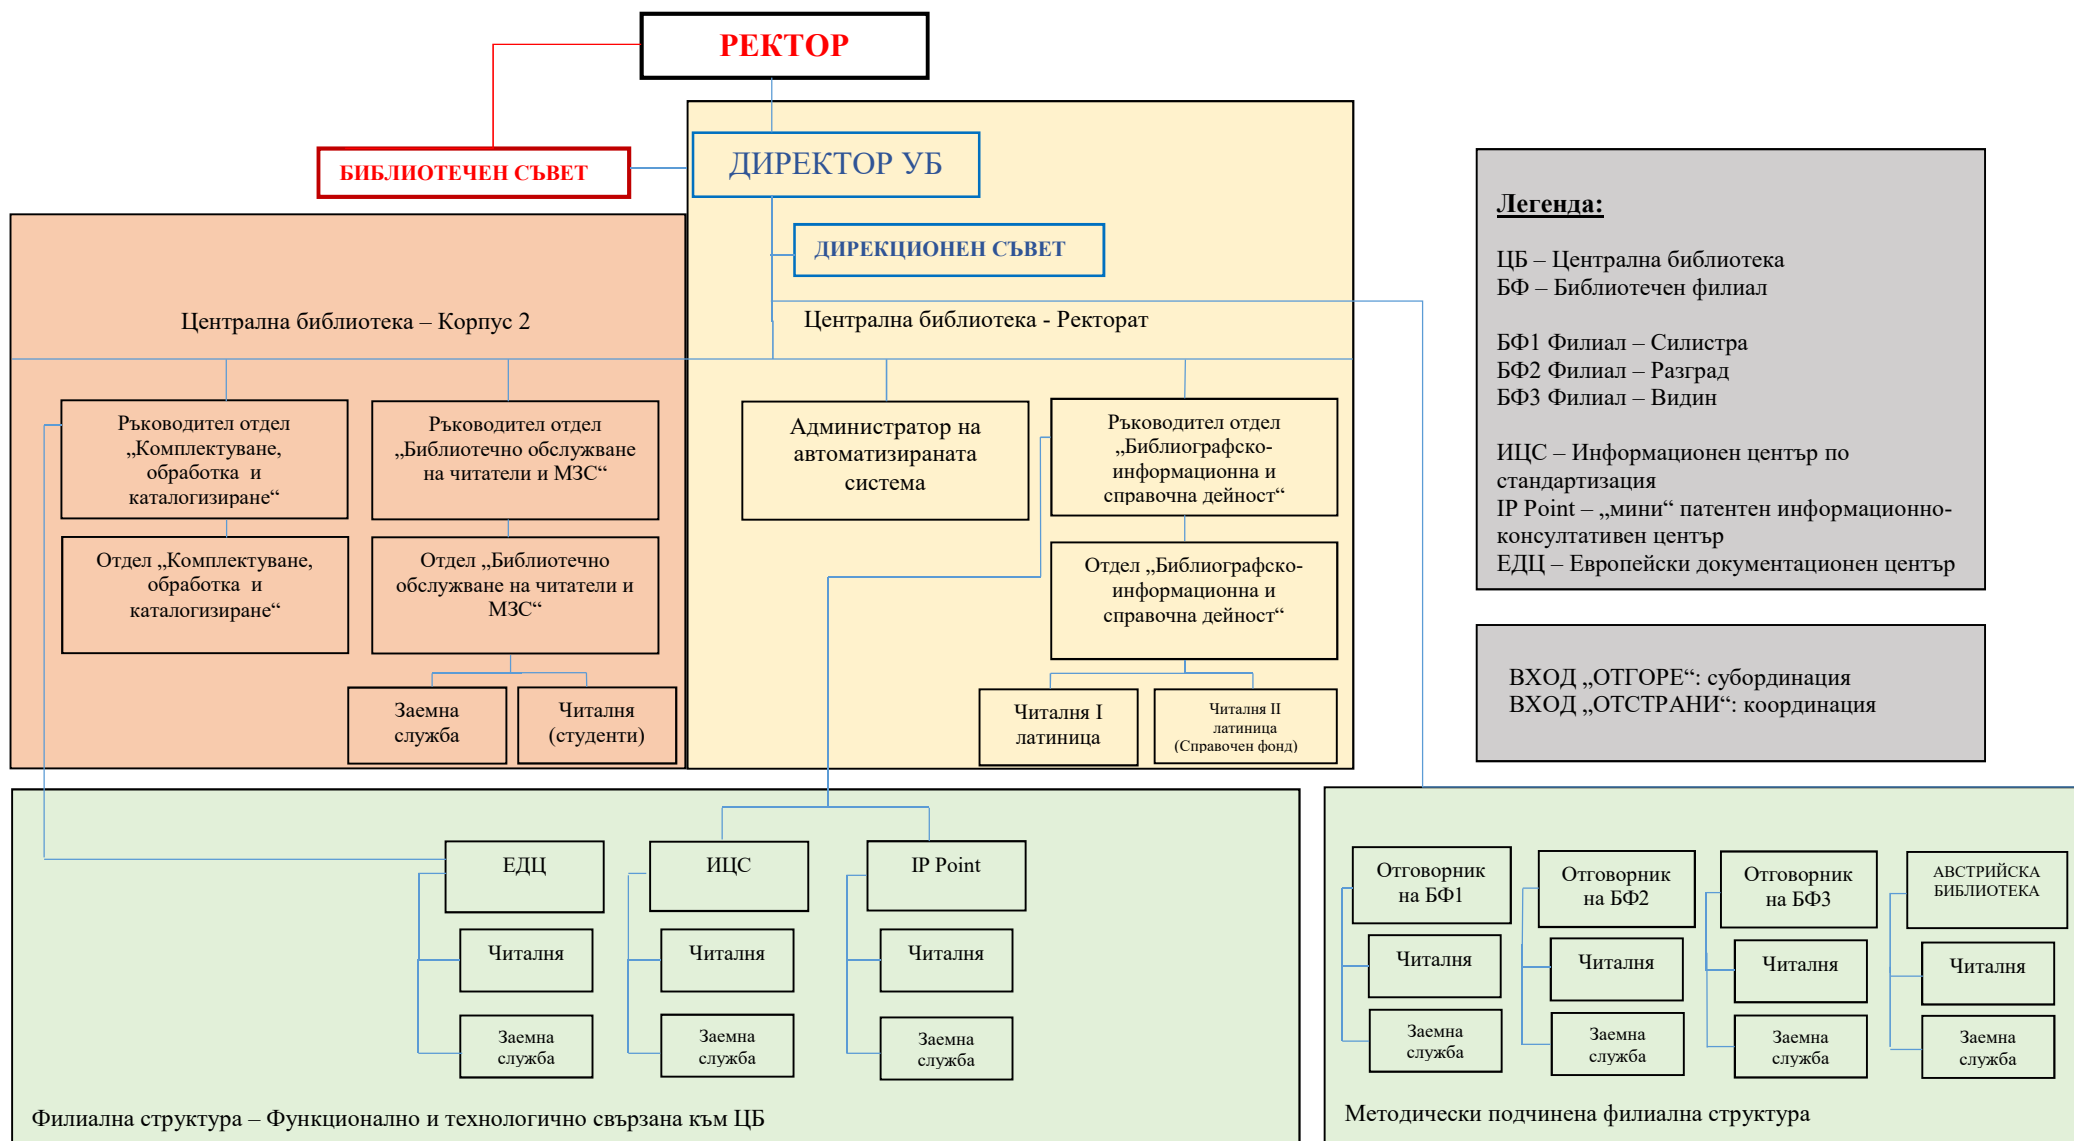 РЕКТОР
БИБЛИОТЕЧЕН СЪВЕТ
ДИРЕКТОР УБ
ДИРЕКЦИОНЕН СЪВЕТ
Централна библиотека – Корпус 2
Ръководител отдел
„Комплектуване,
обработка и
каталогизиране“
Ръководител отдел
„Библиотечно обслужване
на читатели и МЗС“
Отдел „Комплектуване,
обработка и
каталогизиране“
Отдел „Библиотечно
обслужване на читатели и
МЗС“
Заемна
служба
Читалня
(студенти)
Централна библиотека - Ректорат
Администратор на
автоматизираната
система
Ръководител отдел
„Библиографско-
информационна и
справочна дейност“
Отдел „Библиографско-
информационна и
справочна дейност“
Читалня I
латиница
Читалня II
латиница
(Справочен фонд)
Легенда:
ЦБ – Централна библиотека
БФ – Библиотечен филиал
БФ1 Филиал – Силистра
БФ2 Филиал – Разград
БФ3 Филиал – Видин
ИЦС – Информационен център по
стандартизация
IP Point – „мини“ патентен информационно-
консултативен център
ЕДЦ – Европейски документационен център
ВХОД „ОТГОРЕ“: субординация
ВХОД „ОТСТРАНИ“: координация
ЕДЦ
Читалня
Заемна
служба
ИЦС
Читалня
Заемна
служба
IP Point
Читалня
Заемна
служба
Филиална структура – Функционално и технологично свързана към ЦБ
Отговорник
на БФ1
Читалня
Заемна
служба
Отговорник
на БФ2
Читалня
Заемна
служба
Отговорник
на БФ3
Читалня
Заемна
служба
АВСТРИЙСКА
БИБЛИОТЕКА
Читалня
Заемна
служба
Методически подчинена филиална структура